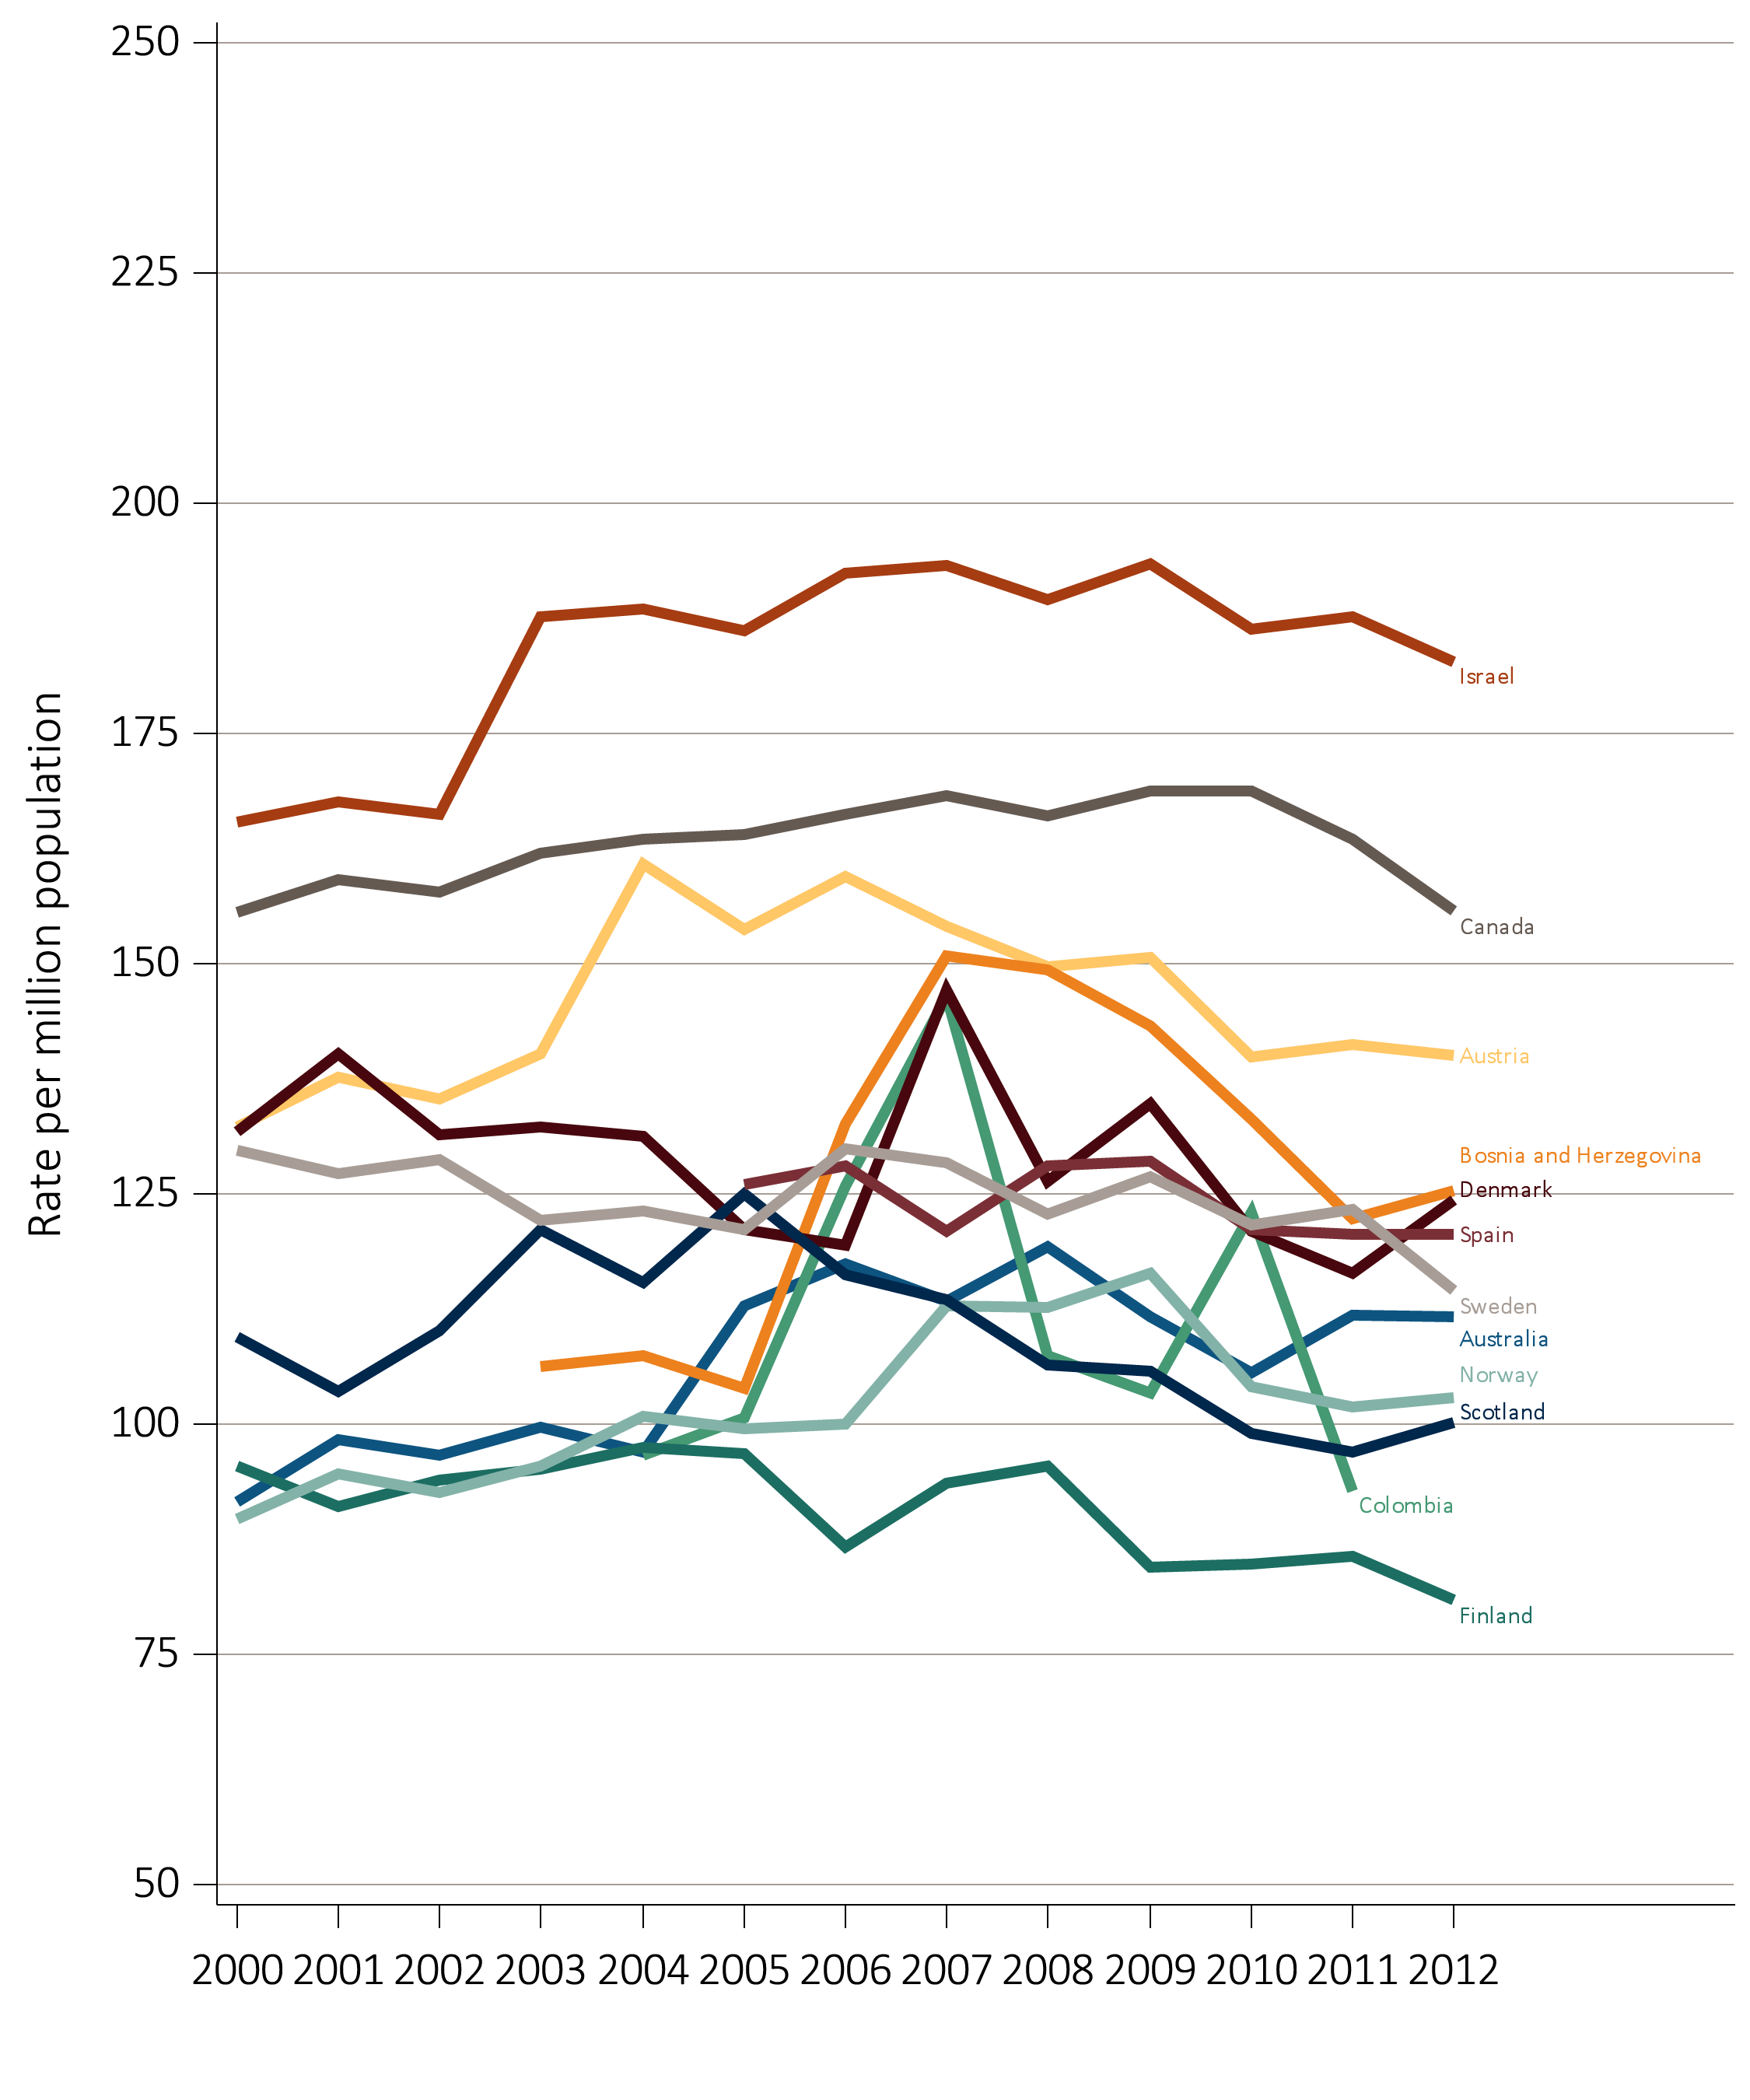 250
225
200
175
150
125
100
75
50
Rate per million population
Israel
Canada
Austria
Bosnia and Herzegovina
Denmark
Spain
Sweden
Australia
Norway
Scotland
Colombia
Finland
2000 2001 2002 2003 2004 2005 2006 2007 2008 2009 2010 2011 2012